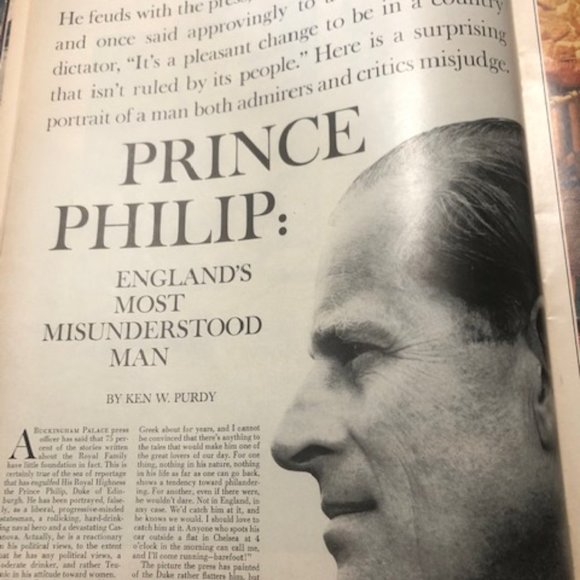 He feuds with the press,
and once said approvingly to a
dictator, "It's a pleasant change to be in a country
that isn't ruled by its people." Here is a surprising
portrait of a man both admirers and critics misjudge.
PRINCE
PHILIP:
ENGLAND'S
MOST
MISUNDERSTOOD
MAN
BY KEN W. PURDY
A BUCKINGHAM PALACE press
officer has said that 75 per-
cent of the stories written
about the Royal Family
have little foundation in fact. This is
certainly true of the sea of reportage
that has engulfed His Royal Highness
the Prince Philip, Duke of Edin-
burgh. He has been portrayed, false-
ly, as a liberal, progressive-minded
statesman, a rollicking, hard-drink-
ing naval hero and a devastating Cas-
anova. Actually, he is a reactionary
in his political views, to the extent
that he has any political views, a
moderate drinker, and rather Teu-
tonic in his attitude toward women.
Greek about for years, and I cannot
be convinced that there's anything to
the tales that would make him one of
the great lovers of our day. For one
thing, nothing in his nature, nothing
in his life as far as one can go back,
shows a tendency toward philander-
ing. For another, even if there were,
he wouldn't dare. Not in England, in
any case. We'd catch him at it, and
he knows we would. I should love to
catch him at it. Anyone who spots his
car outside a flat in Chelsea at 4
o'clock in the morning can call me,
and I'll come running—barefoot!"
The picture the press has painted
of the Duke rather flatters him, but